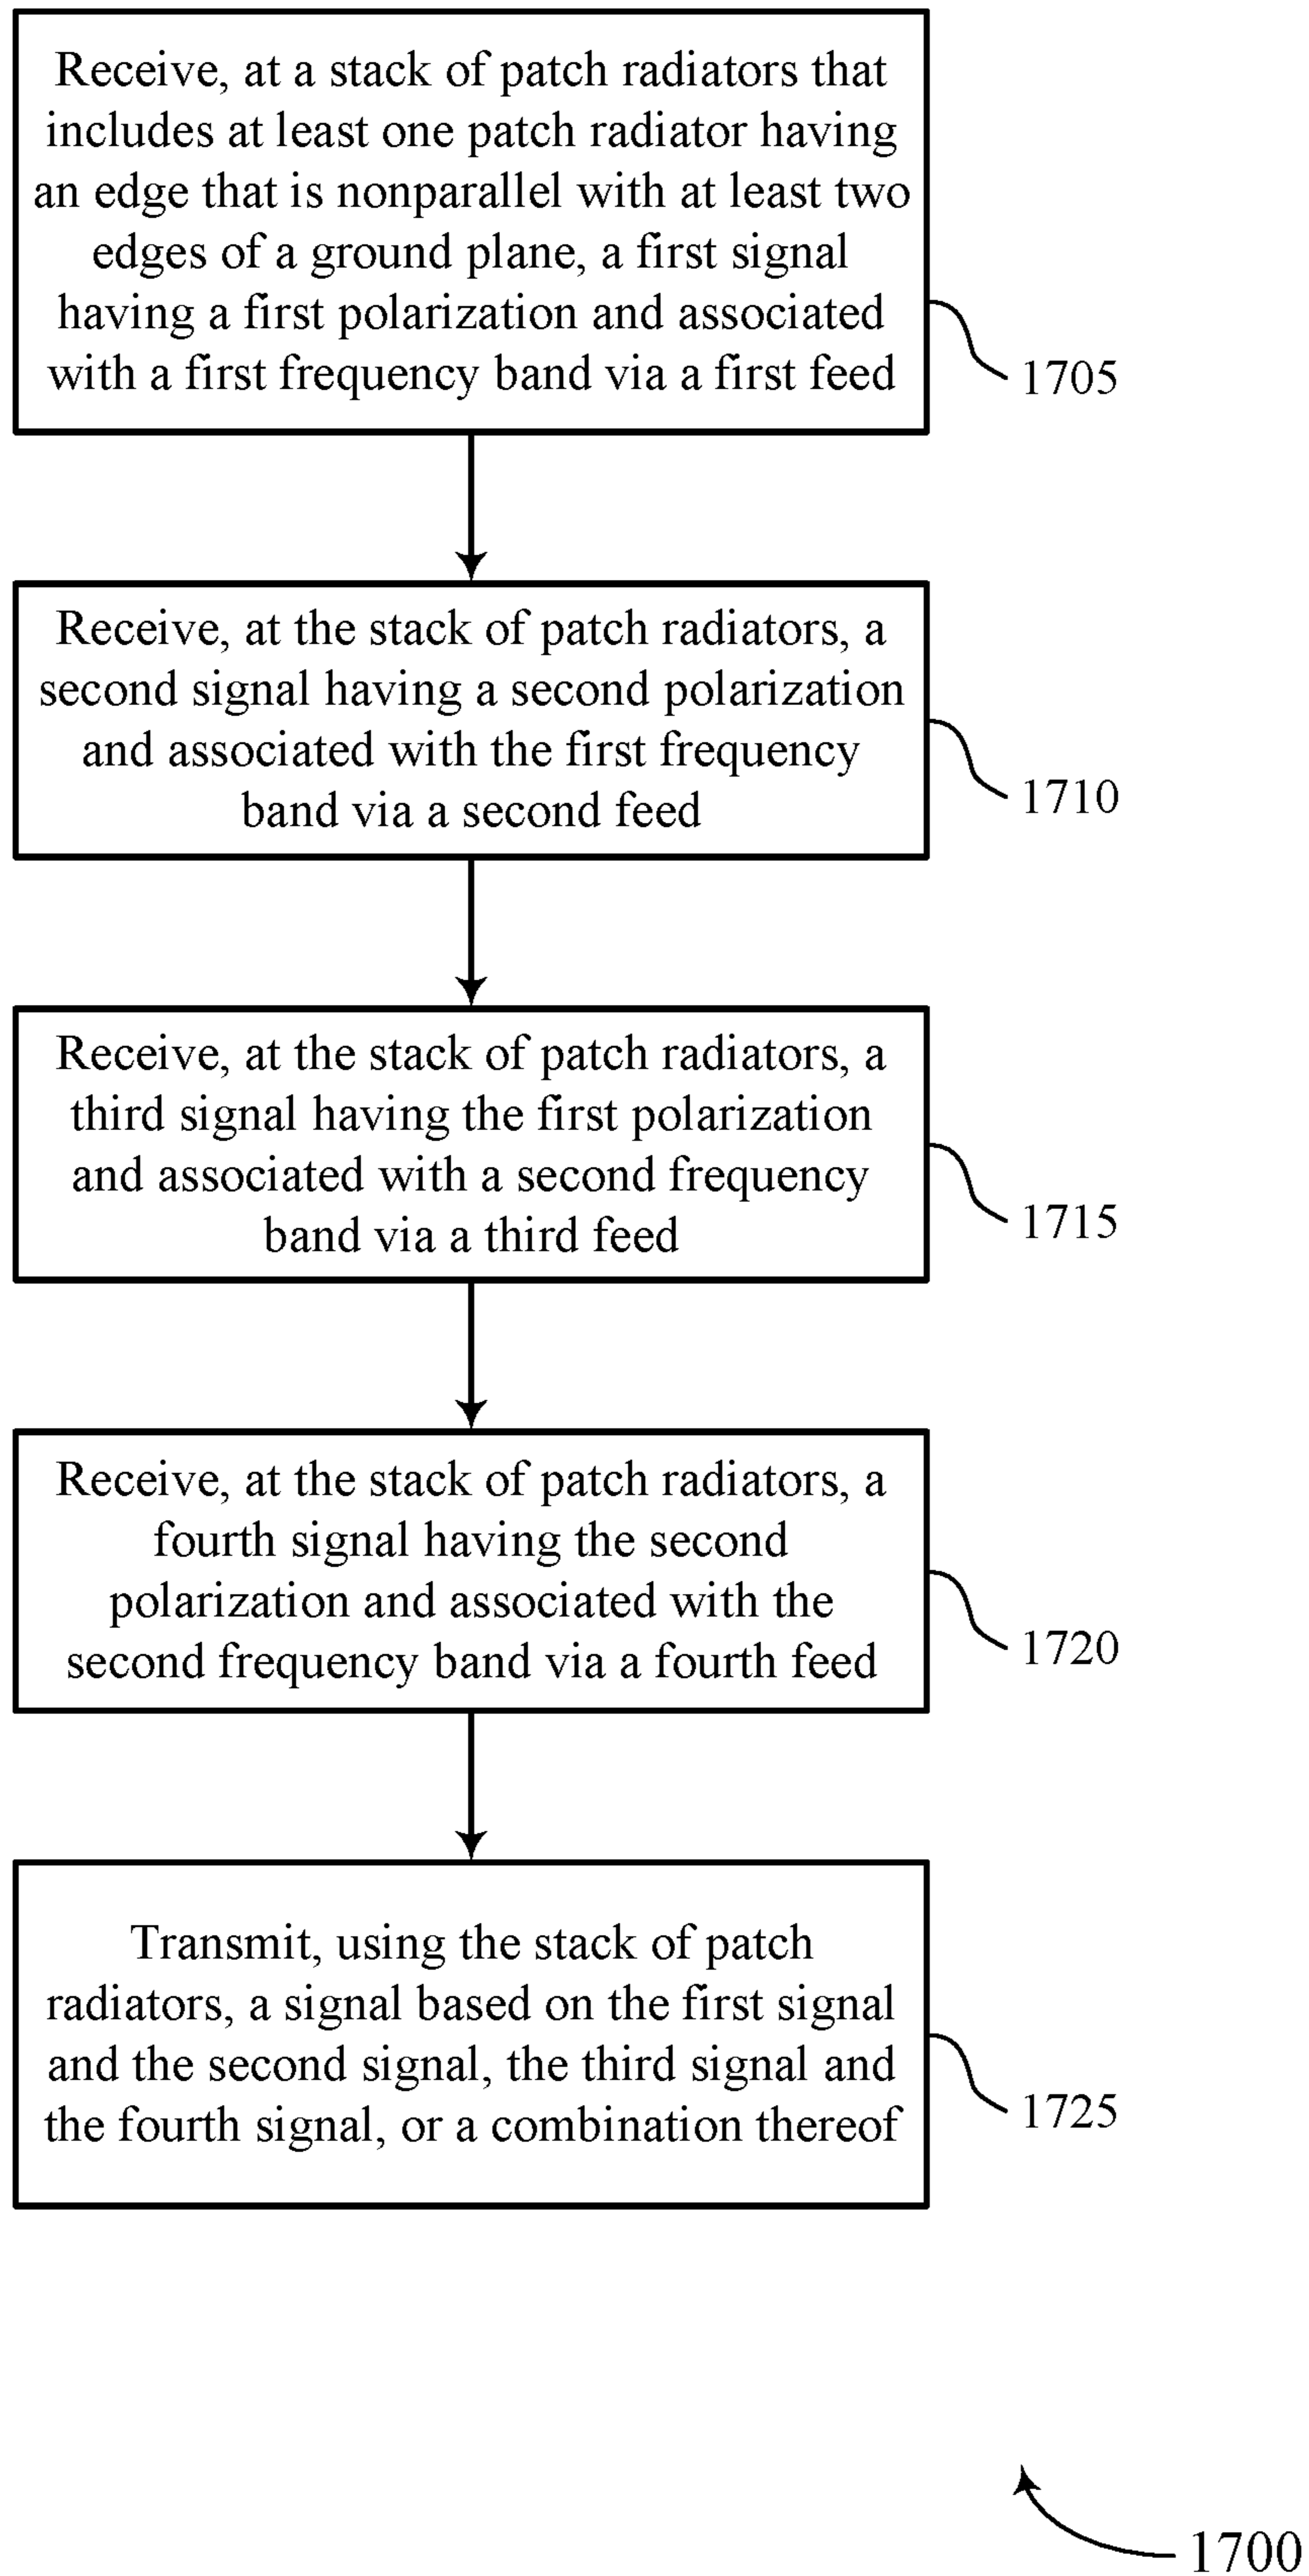 Receive, at a stack of patch radiators that
includes at least one patch radiator having
an edge that is nonparallel with at least two
edges of a ground plane, a first signal
having a first polarization and associated
with a first frequency band via a first feed
1705
Receive, at the stack of patch radiators, a
second signal having a second polarization
and associated with the first frequency
band via a second feed
1710
Receive, at the stack of patch radiators, a
third signal having the first polarization
and associated with a second frequency
band via a third feed
1715
Receive, at the stack of patch radiators, a
fourth signal having the second
polarization and associated with the
second frequency band via a fourth feed
1720
Transmit, using the stack of patch
radiators, a signal based on the first signal
and the second signal, the third signal and
the fourth signal, or a combination thereof
1725
1700